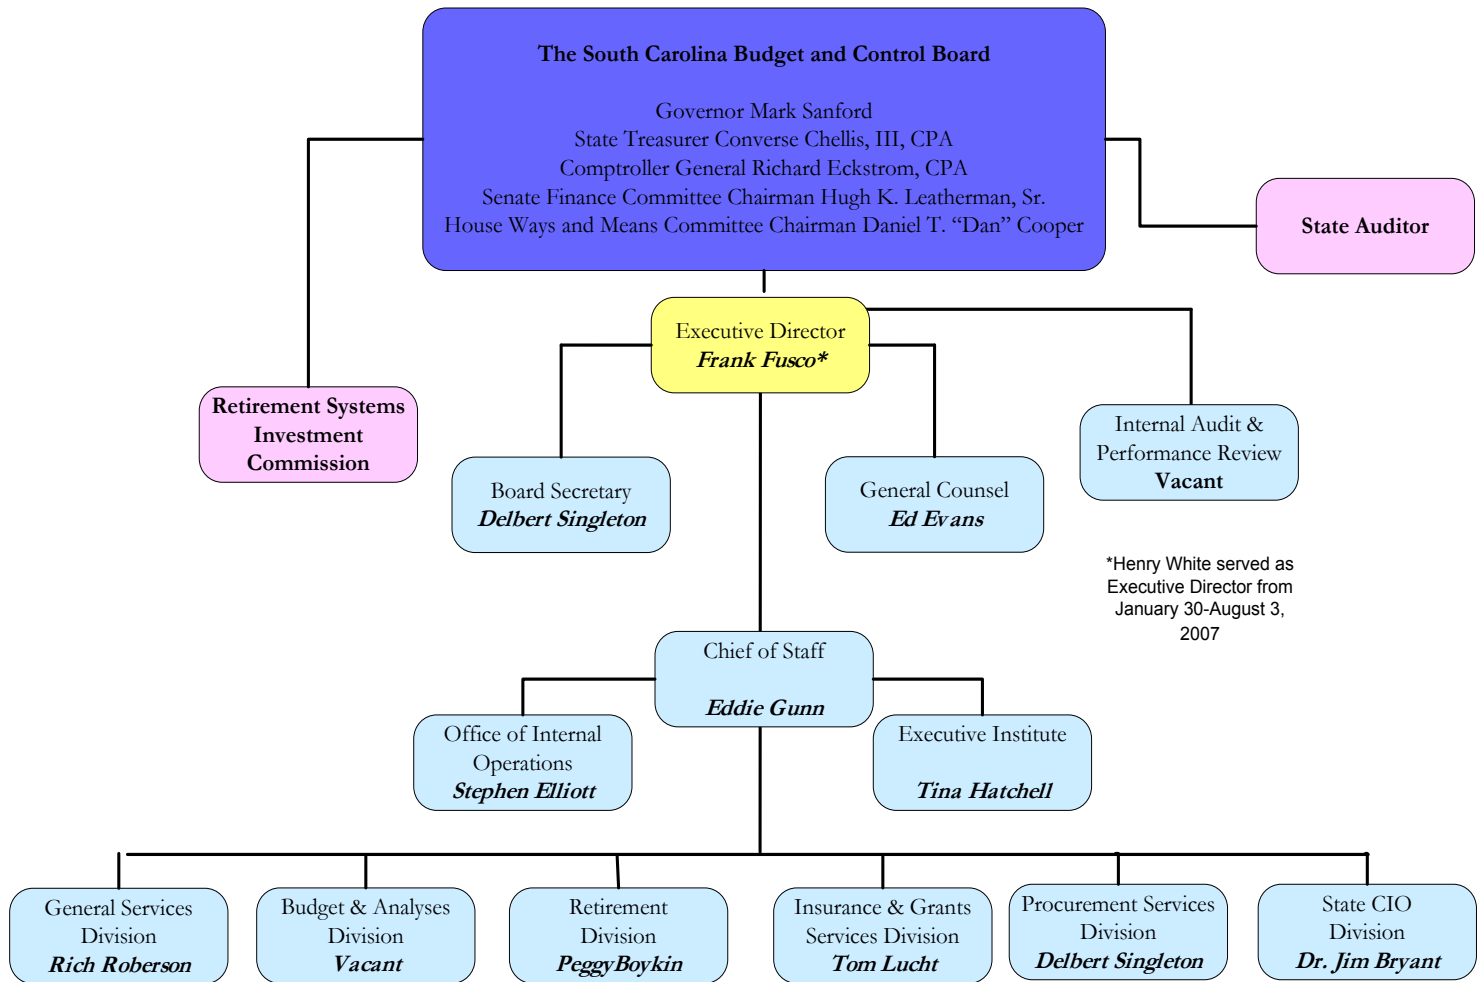 The South Carolina Budget and Control Board
Governor Mark Sanford
State Treasurer Converse Chellis, III, CPA
Comptroller General Richard Eckstrom, CPA
Senate Finance Committee Chairman Hugh K. Leatherman, Sr.
House Ways and Means Committee Chairman Daniel T. “Dan” Cooper
State Auditor
Executive Director
Frank Fusco*
Retirement Systems
Investment
Commission
Internal Audit &
Performance Review
Vacant
Board Secretary
Delbert Singleton
General Counsel
Ed Evans
*Henry White served as
Executive Director from
January 30-August 3,
2007
Chief of Staff
Eddie Gunn
Office of Internal
Operations
Stephen Elliott
Executive Institute
Tina Hatchell
General Services
Division
Rich Roberson
Budget & Analyses
Division
Vacant
Retirement
Division
PeggyBoykin
Insurance & Grants
Services Division
Tom Lucht
Procurement Services
Division
Delbert Singleton
State CIO
Division
Dr. Jim Bryant